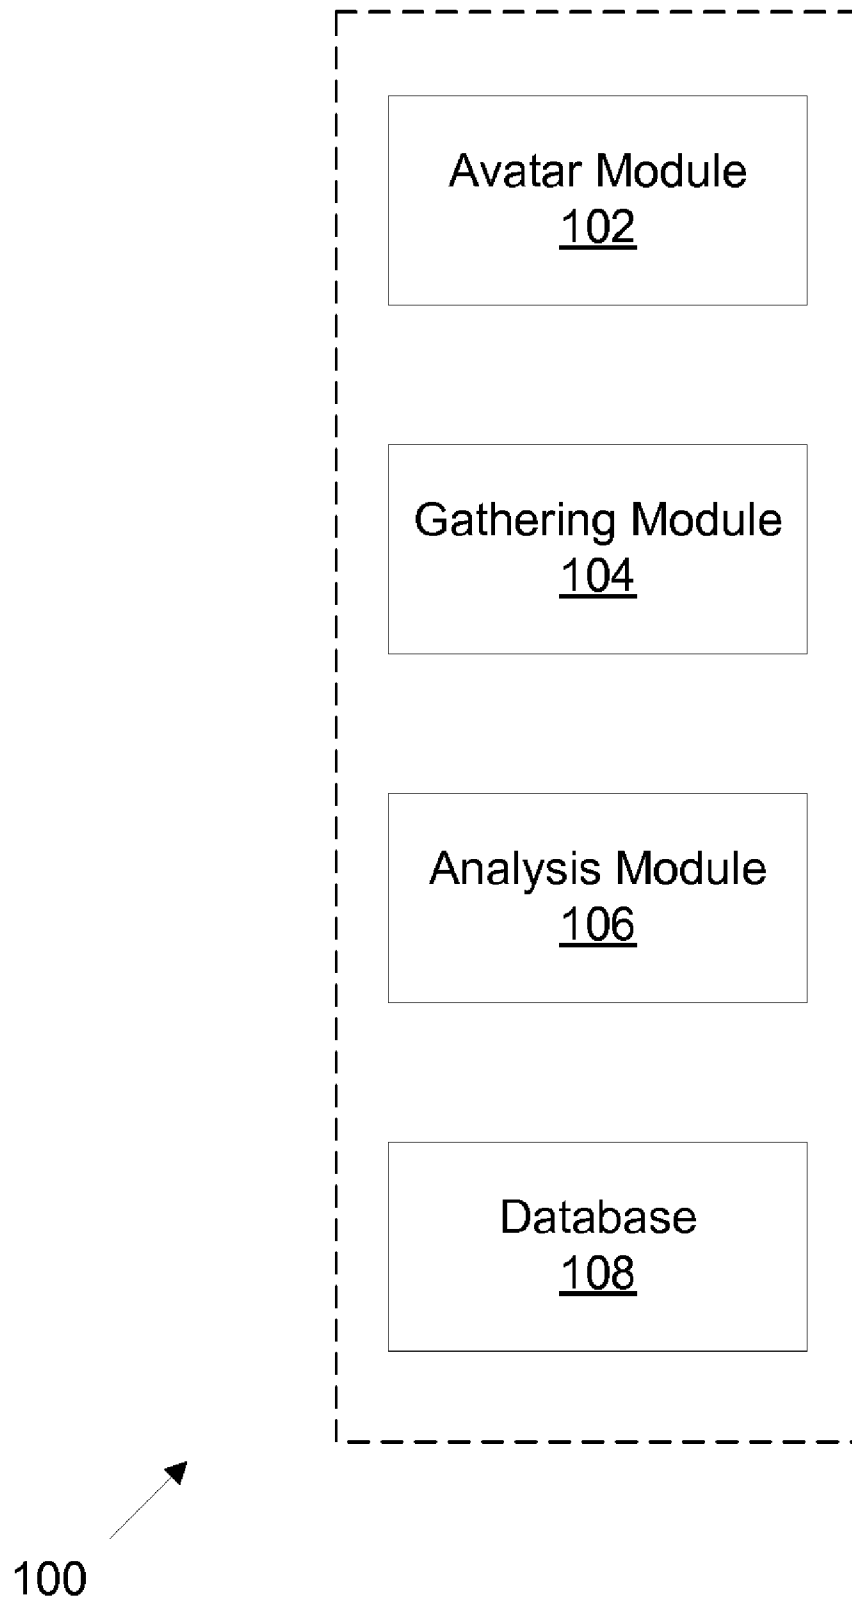 Avatar Module
102
Gathering Module
104
Analysis Module
106
Database
108
100